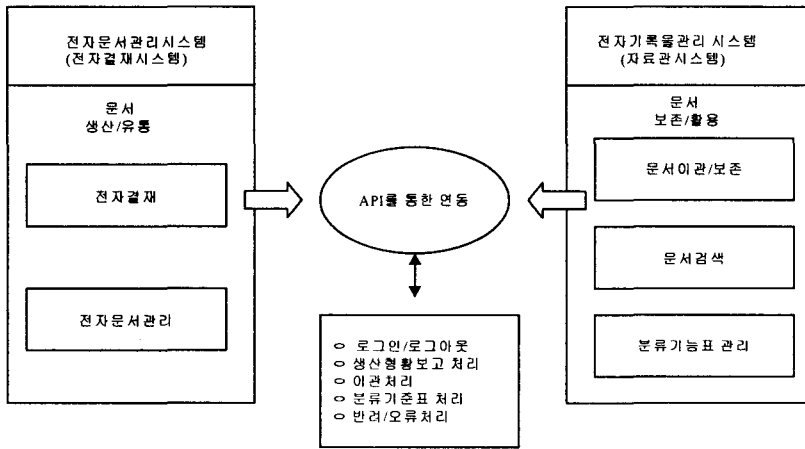 전자문서관리시스템
(전자결재시스템)
문서
생산/유통
전자결재
전자문서관리
API를 통한 연동
o 로그인/로그아웃
o 생산형황보고 처리
o 이관처리
o 분류기준표 처리
o 반려/오류처리
전자기록물관리 시스템
(자료관시스템)
문서
보존/활용
문서이관/보존
문서검색
분류기능표 관리